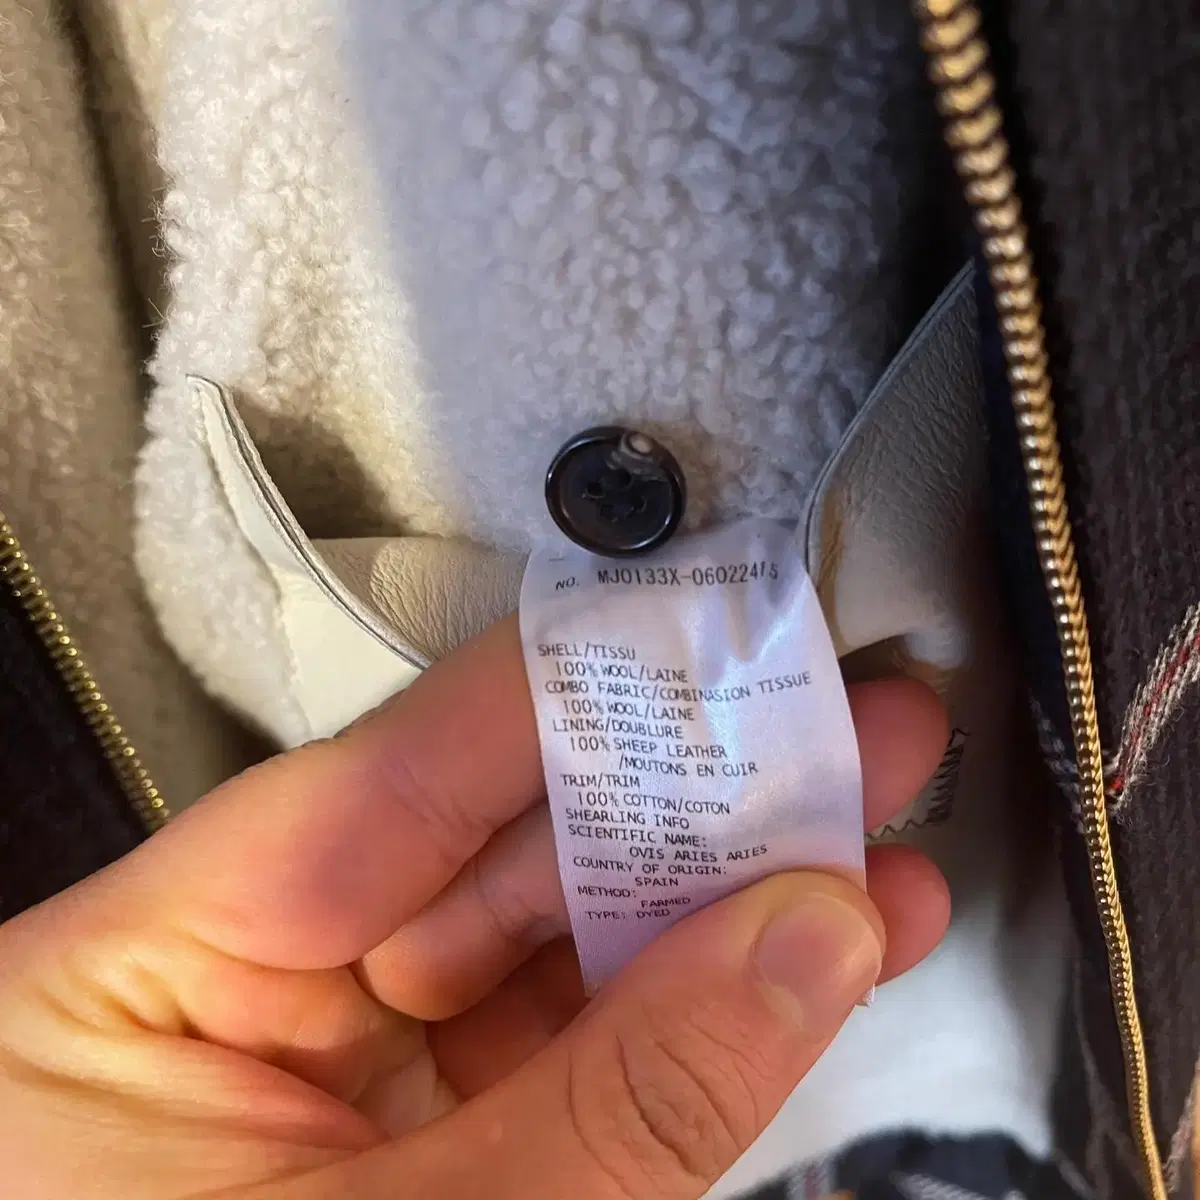 NO. MJ0133X-06022415
SHELL/TISSU
100% WOOL/LAINE
COMBO FABRIC/COMBINASION TISSUE
100% WOOL/LAINE
LINING/DOUBLURE
100% SHEEP LEATHER
/MOUTONS EN CUIR
TRIM/TRIM
100% COTTON/COTON
SHEARLING INFO
SCIENTIFIC NAME:
OVIS ARIES ARIES
COUNTRY OF ORIGIN:
SPAIN
METHOD:
FARMED
TYPE: DYED